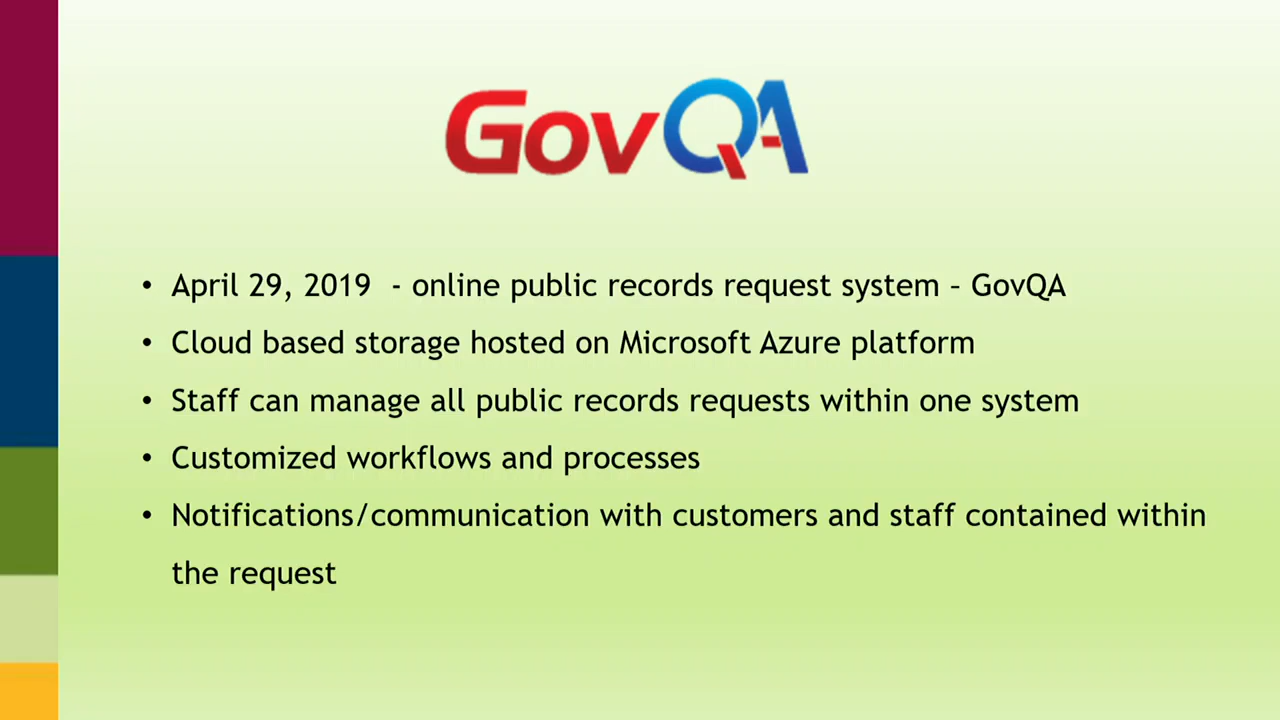 GovQA
• April 29, 2019 - online public records request system – GovQA
• Cloud based storage hosted on Microsoft Azure platform
• Staff can manage all public records requests within one system
• Customized workflows and processes
• Notifications/communication with customers and staff contained within
the request